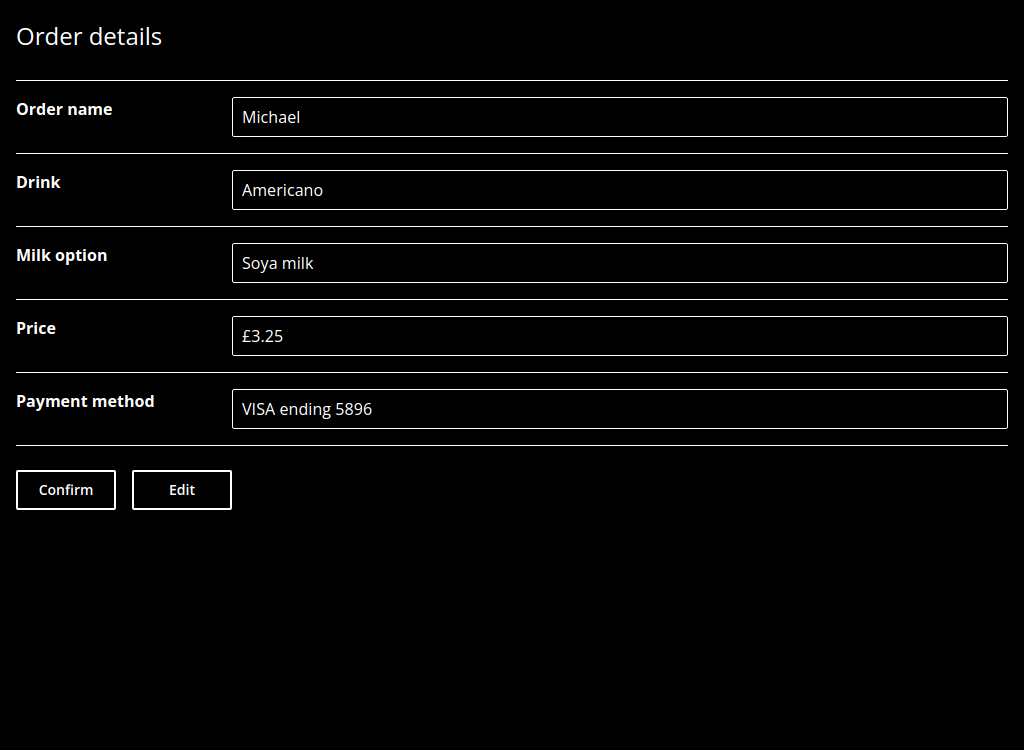 Order details
Order name
Michael
Drink
Americano
Milk option
Soya milk
Price
£3.25
Payment method
VISA ending 5896
Confirm Edit